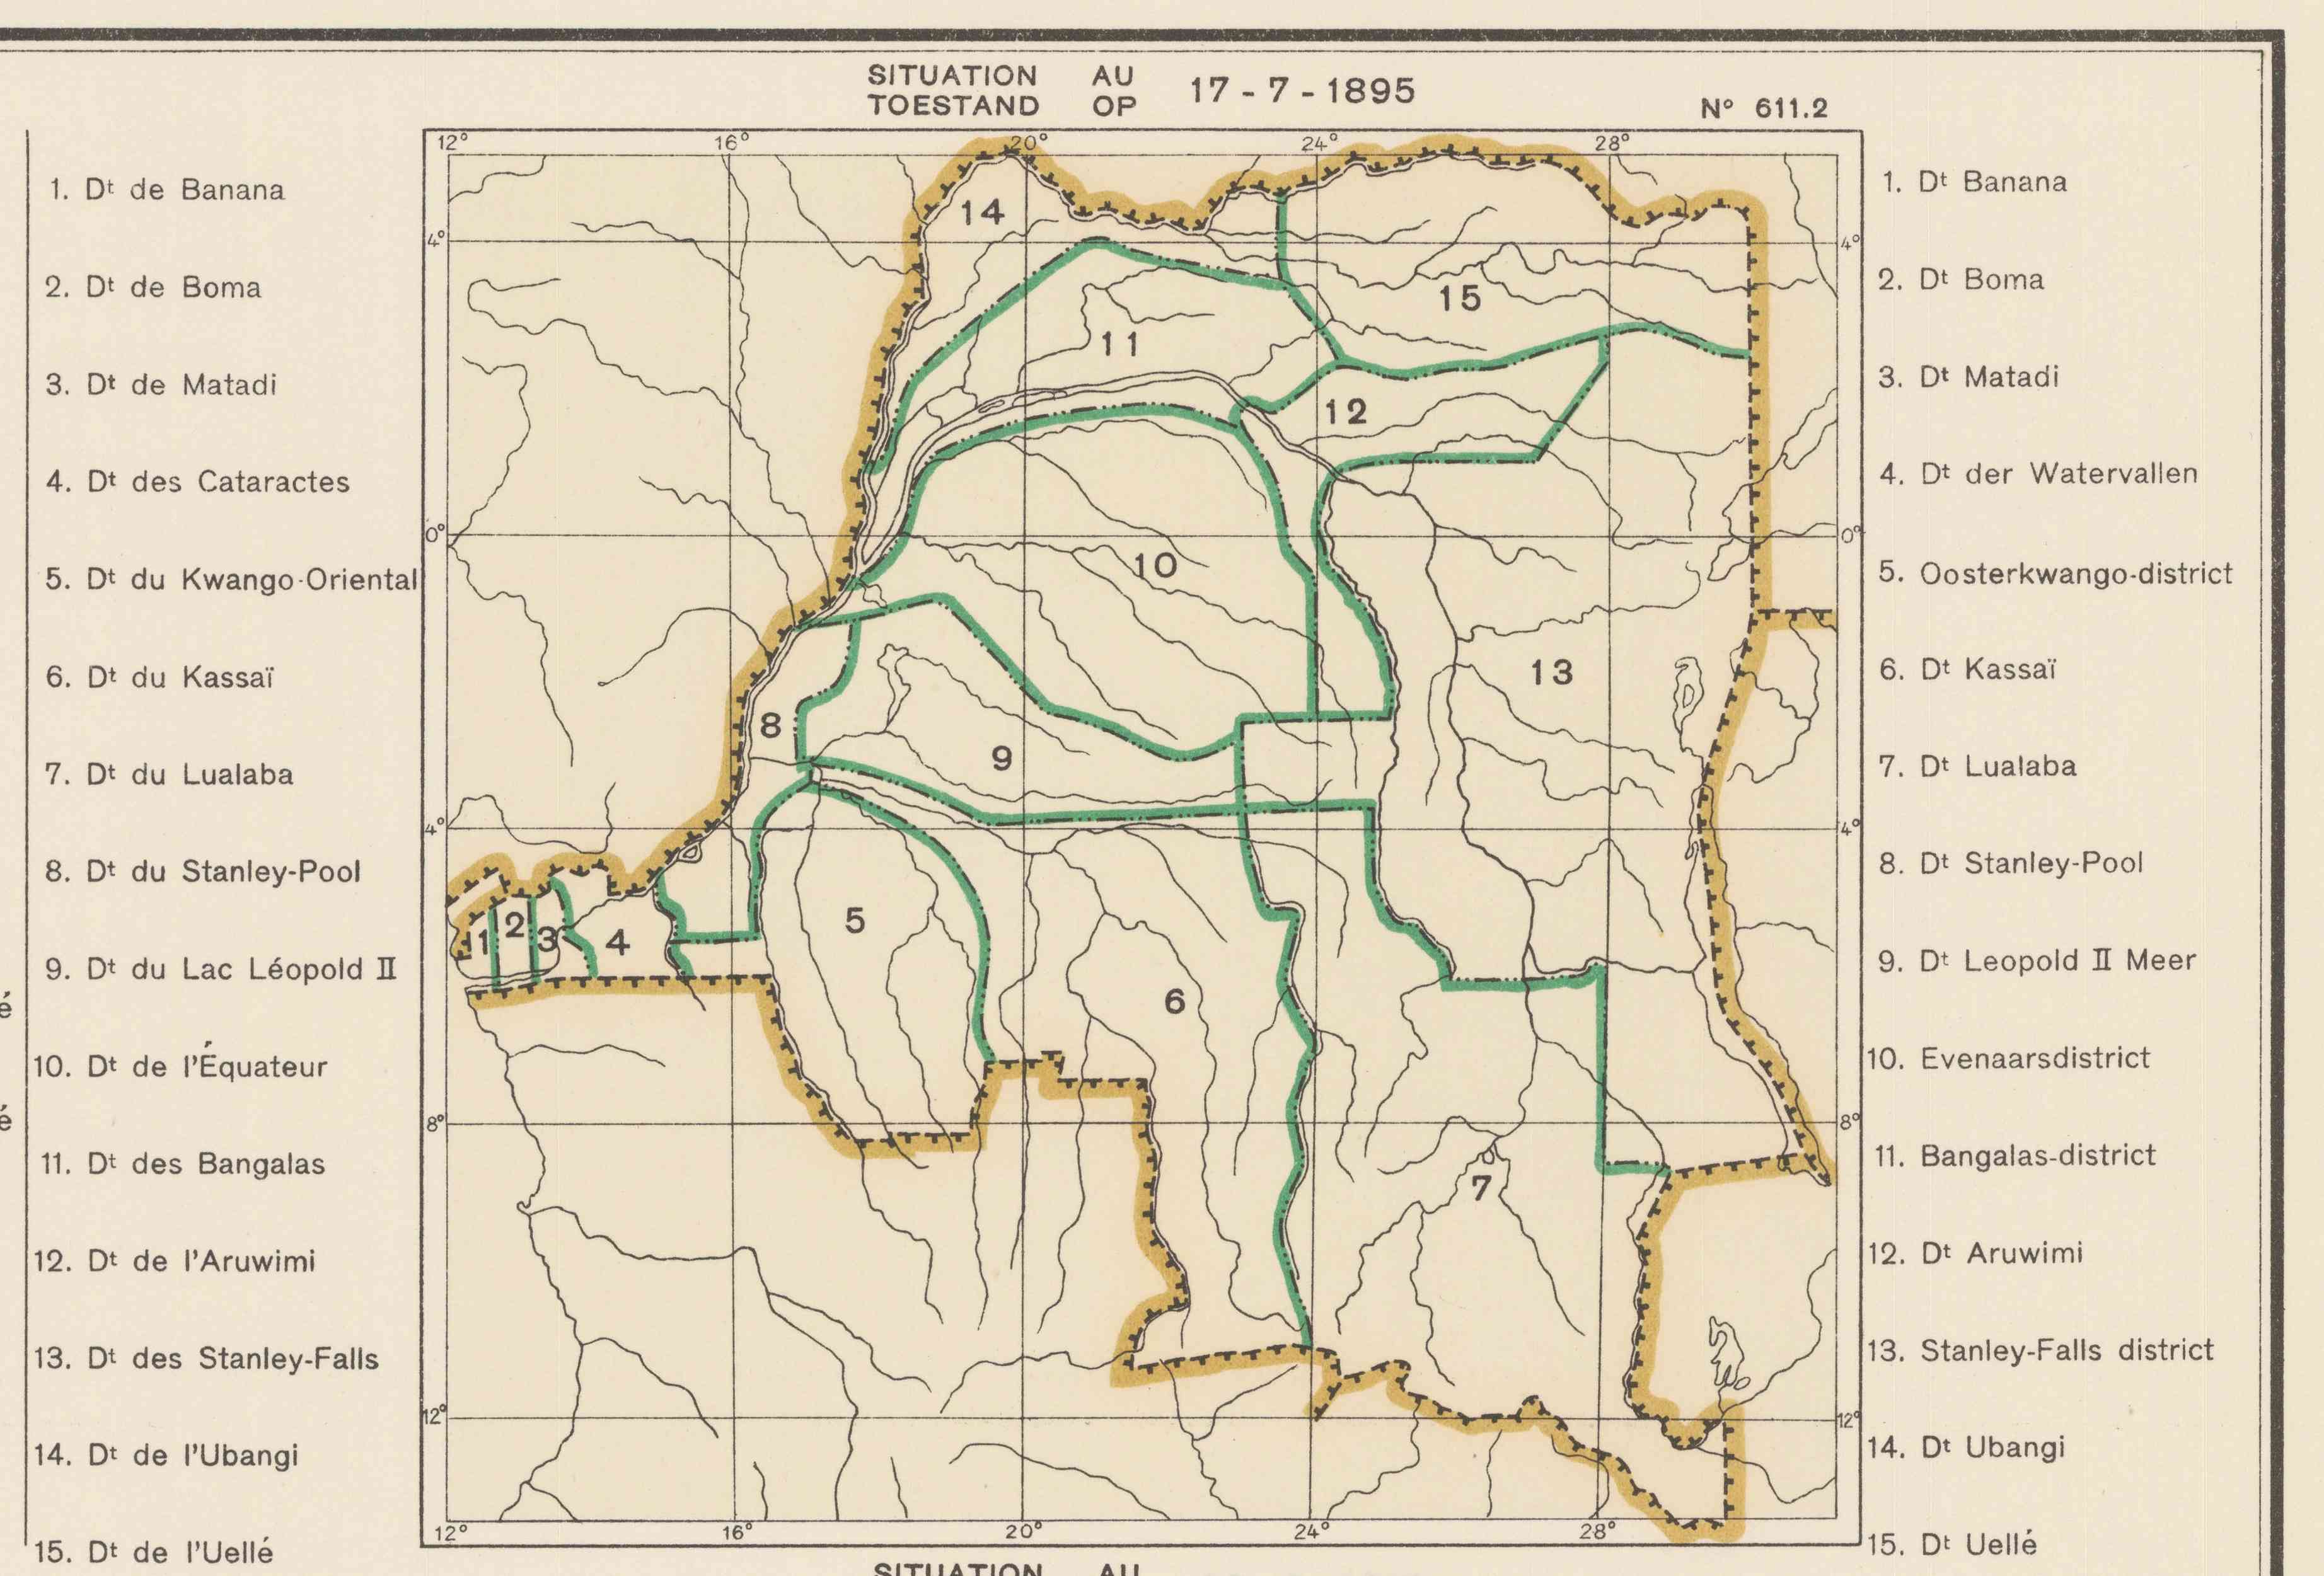 SITUATION AU 17 - 7 - 1895
TOESTAND OP
Nº 611.2
1. Dᵗ de Banana
2. Dᵗ de Boma
3. Dᵗ de Matadi
4. Dᵗ des Cataractes
5. Dᵗ du Kwango-Oriental
6. Dᵗ du Kassaï
7. Dᵗ du Lualaba
8. Dᵗ du Stanley-Pool
9. Dᵗ du Lac Léopold II
10. Dᵗ de l'Équateur
11. Dᵗ des Bangalas
12. Dᵗ de l'Aruwimi
13. Dᵗ des Stanley-Falls
14. Dᵗ de l'Ubangi
15. Dᵗ de l'Uellé
é
é
12° 16° 20° 24° 28°
4° 4°
0° 0°
4° 4°
8° 8°
12° 12°
12° 16° 20° 24° 28°
14
15
11
12
10
13
8
9
5
2
1
3
4
6
7
1. Dᵗ Banana
2. Dᵗ Boma
3. Dᵗ Matadi
4. Dᵗ der Watervallen
5. Oosterkwango-district
6. Dᵗ Kassaï
7. Dᵗ Lualaba
8. Dᵗ Stanley-Pool
9. Dᵗ Leopold II Meer
10. Evenaarsdistrict
11. Bangalas-district
12. Dᵗ Aruwimi
13. Stanley-Falls district
14. Dᵗ Ubangi
15. Dᵗ Uellé
SITUATION AU